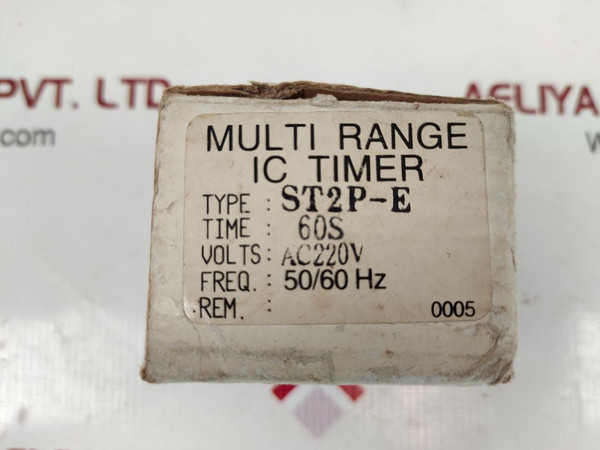 PVT. LTD
AELIYA
.com
MULTI RANGE
IC TIMER
TYPE : ST2P-E
TIME : 60S
VOLTS: AC220V
FREQ. : 50/60 Hz
REM. :
0005